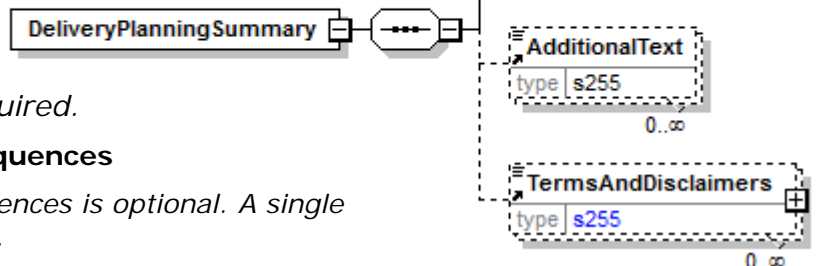 DeliveryPlanningSummary
AdditionalText
type s255
0..∞
TermsAndDisclaimers
type s255
0..∞
uired.
quences
ences is optional. A single